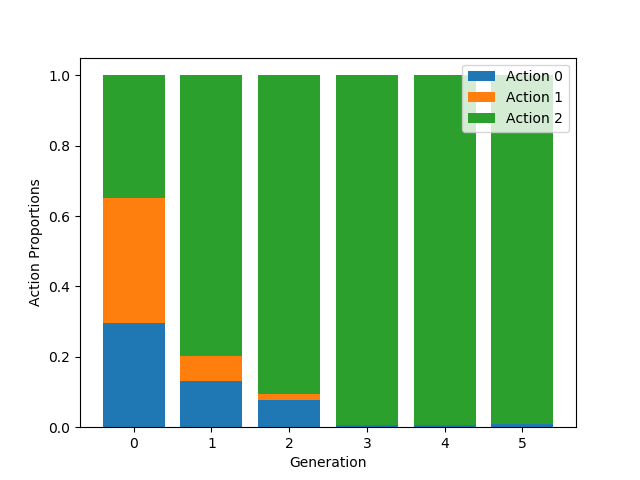 1.0
0.8
0.6
0.4
0.2
0.0
Action Proportions
Action 0
Action 1
Action 2
0 1 2 3 4 5
Generation